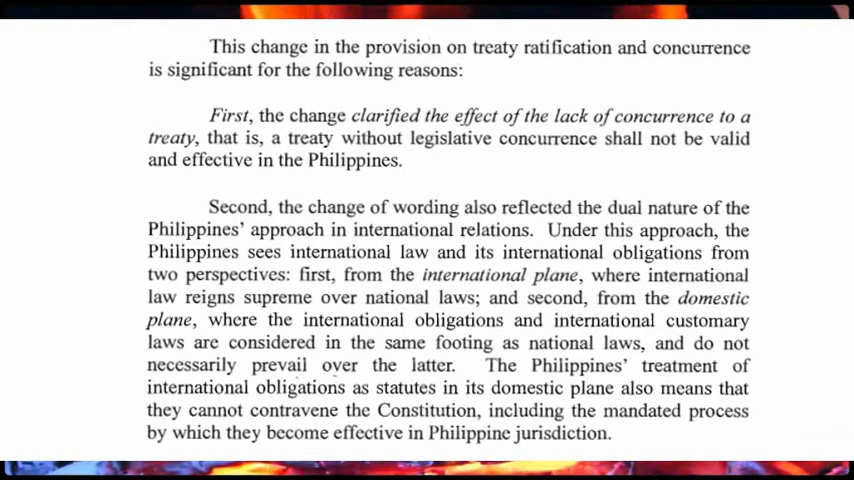 This change in the provision on treaty ratification and concurrence
is significant for the following reasons:
First, the change clarified the effect of the lack of concurrence to a
treaty, that is, a treaty without legislative concurrence shall not be valid
and effective in the Philippines.
Second, the change of wording also reflected the dual nature of the
Philippines' approach in international relations. Under this approach, the
Philippines sees international law and its international obligations from
two perspectives: first, from the international plane, where international
law reigns supreme over national laws; and second, from the domestic
plane, where the international obligations and international customary
laws are considered in the same footing as national laws, and do not
necessarily prevail over the latter. The Philippines' treatment of
international obligations as statutes in its domestic plane also means that
they cannot contravene the Constitution, including the mandated process
by which they become effective in Philippine jurisdiction.